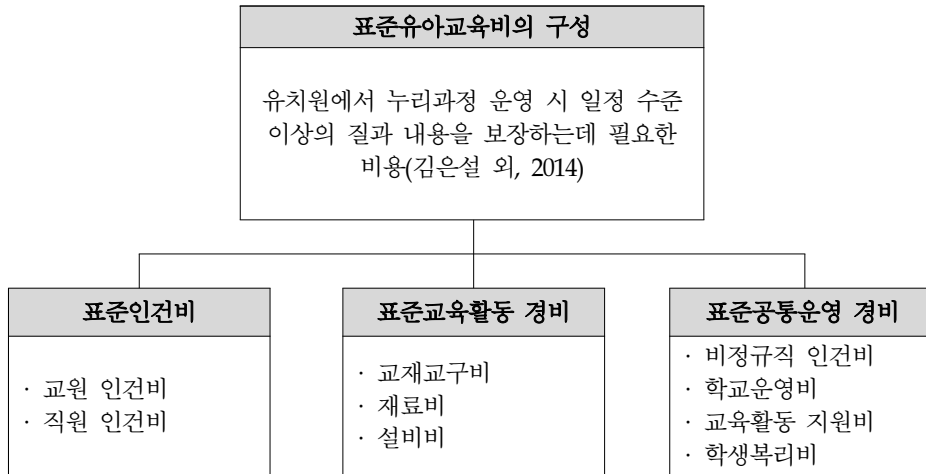 표준유아교육비의 구성
유치원에서 누리과정 운영 시 일정 수준
이상의 질과 내용을 보장하는데 필요한
비용(김은설 외, 2014)
표준인건비
· 교원 인건비
· 직원 인건비
표준교육활동 경비
· 교재교구비
· 재료비
· 설비비
표준공통운영 경비
· 비정규직 인건비
· 학교운영비
· 교육활동 지원비
· 학생복리비